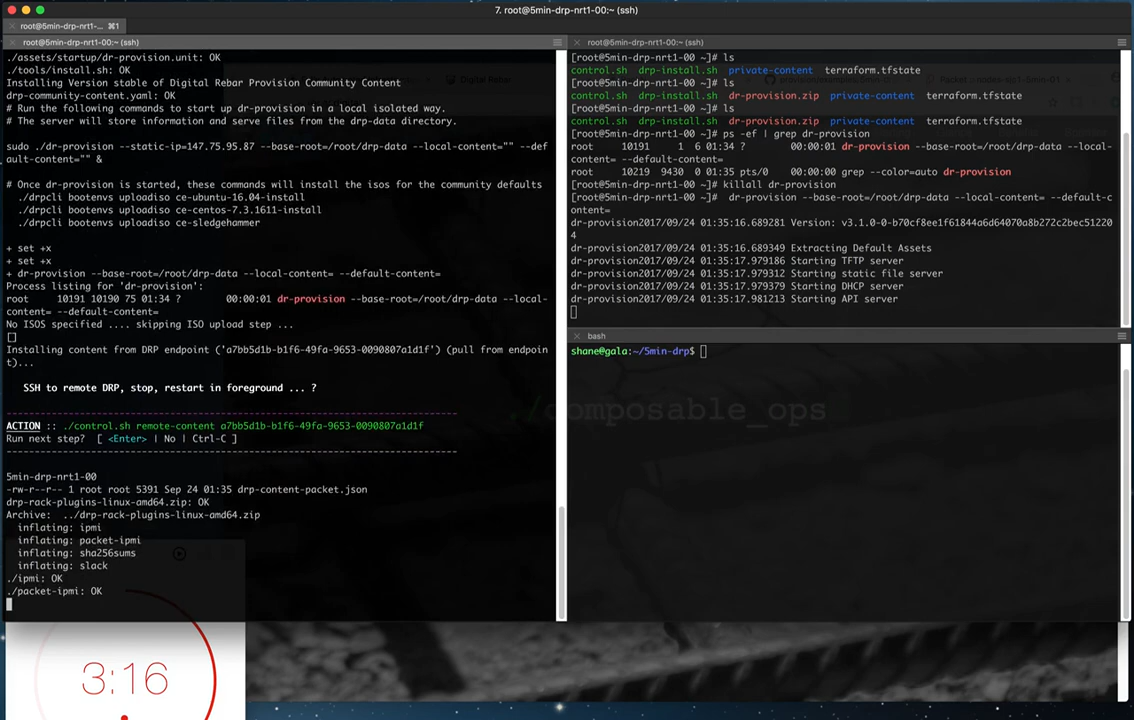 7. root@5min-drp-nrt1-00:~ (ssh)
root@5min-drp-nrt1-... ⌘1
root@5min-drp-nrt1-00:~ (ssh)
./assets/startup/dr-provision.unit: OK
./tools/install.sh: OK
Installing Version stable of Digital Rebar Provision Community Content
drp-community-content.yaml: OK
# Run the following commands to start up dr-provision in a local isolated way.
# The server will store information and serve files from the drp-data directory.
sudo ./dr-provision --static-ip=147.75.95.87 --base-root=/root/drp-data --local-content="" --def
ault-content="" &
# Once dr-provision is started, these commands will install the isos for the community defaults
./drpcli bootenvs uploadiso ce-ubuntu-16.04-install
./drpcli bootenvs uploadiso ce-centos-7.3.1611-install
./drpcli bootenvs uploadiso ce-sledgehammer
+ set +x
+ set +x
+ dr-provision --base-root=/root/drp-data --local-content= --default-content=
Process listing for 'dr-provision':
root 10191 10190 75 01:34 ? 00:00:01 dr-provision --base-root=/root/drp-data --local-
content= --default-content=
No ISOS specified .... skipping ISO upload step ...
[]
Installing content from DRP endpoint ('a7bb5d1b-b1f6-49fa-9653-0090807a1d1f') (pull from endpoin
t)...
SSH to remote DRP, stop, restart in foreground ... ?
ACTION :: ./control.sh remote-content a7bb5d1b-b1f6-49fa-9653-0090807a1d1f
Run next step? [ <Enter> | No | Ctrl-C ]
5min-drp-nrt1-00
-rw-r--r-- 1 root root 5391 Sep 24 01:35 drp-content-packet.json
drp-rack-plugins-linux-amd64.zip: OK
Archive: ../drp-rack-plugins-linux-amd64.zip
inflating: ipmi
inflating: packet-ipmi
inflating: sha256sums
inflating: slack
./ipmi: OK
./packet-ipmi: OK
3:16
root@5min-drp-nrt1-00:~ (ssh)
[root@5min-drp-nrt1-00 ~]# ls
control.sh drp-install.sh private-content terraform.tfstate
[root@5min-drp-nrt1-00 ~]# ls
control.sh drp-install.sh dr-provision.zip private-content terraform.tfstate
[root@5min-drp-nrt1-00 ~]# ls
control.sh drp-install.sh dr-provision.zip private-content terraform.tfstate
[root@5min-drp-nrt1-00 ~]# ps -ef | grep dr-provision
root 10191 1 6 01:34 ? 00:00:01 dr-provision --base-root=/root/drp-data --local-
content= --default-content=
root 10219 9430 0 01:35 pts/0 00:00:00 grep --color=auto dr-provision
[root@5min-drp-nrt1-00 ~]# killall dr-provision
[root@5min-drp-nrt1-00 ~]# dr-provision --base-root=/root/drp-data --local-content= --default-c
ontent=
dr-provision2017/09/24 01:35:16.689281 Version: v3.1.0-0-b70cf8ee1f61844a6d64070a8b272c2bec51220
4
dr-provision2017/09/24 01:35:16.689349 Extracting Default Assets
dr-provision2017/09/24 01:35:17.979186 Starting TFTP server
dr-provision2017/09/24 01:35:17.979312 Starting static file server
dr-provision2017/09/24 01:35:17.979379 Starting DHCP server
dr-provision2017/09/24 01:35:17.981213 Starting API server
bash
shane@gala:~/5min-drp$
./composable_ops